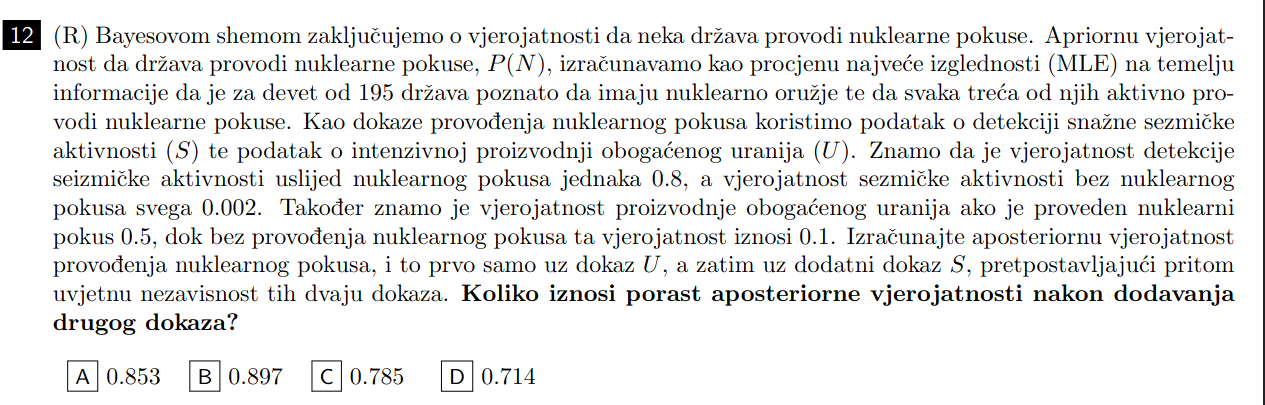 12 (R) Bayesovom shemom zaključujemo o vjerojatnosti da neka država provodi nuklearne pokuse. Apriornu vjerojat-
nost da država provodi nuklearne pokuse, P(N), izračunavamo kao procjenu najveće izglednosti (MLE) na temelju
informacije da je za devet od 195 država poznato da imaju nuklearno oružje te da svaka treća od njih aktivno pro-
vodi nuklearne pokuse. Kao dokaze provođenja nuklearnog pokusa koristimo podatak o detekciji snažne sezmičke
aktivnosti (S) te podatak o intenzivnoj proizvodnji obogaćenog uranija (U). Znamo da je vjerojatnost detekcije
seizmičke aktivnosti uslijed nuklearnog pokusa jednaka 0.8, a vjerojatnost sezmičke aktivnosti bez nuklearnog
pokusa svega 0.002. Također znamo je vjerojatnost proizvodnje obogaćenog uranija ako je proveden nuklearni
pokus 0.5, dok bez provođenja nuklearnog pokusa ta vjerojatnost iznosi 0.1. Izračunajte aposteriornu vjerojatnost
provođenja nuklearnog pokusa, i to prvo samo uz dokaz U, a zatim uz dodatni dokaz S, pretpostavljajući pritom
uvjetnu nezavisnost tih dvaju dokaza. Koliko iznosi porast aposteriorne vjerojatnosti nakon dodavanja
drugog dokaza?
A 0.853 B 0.897 C 0.785 D 0.714